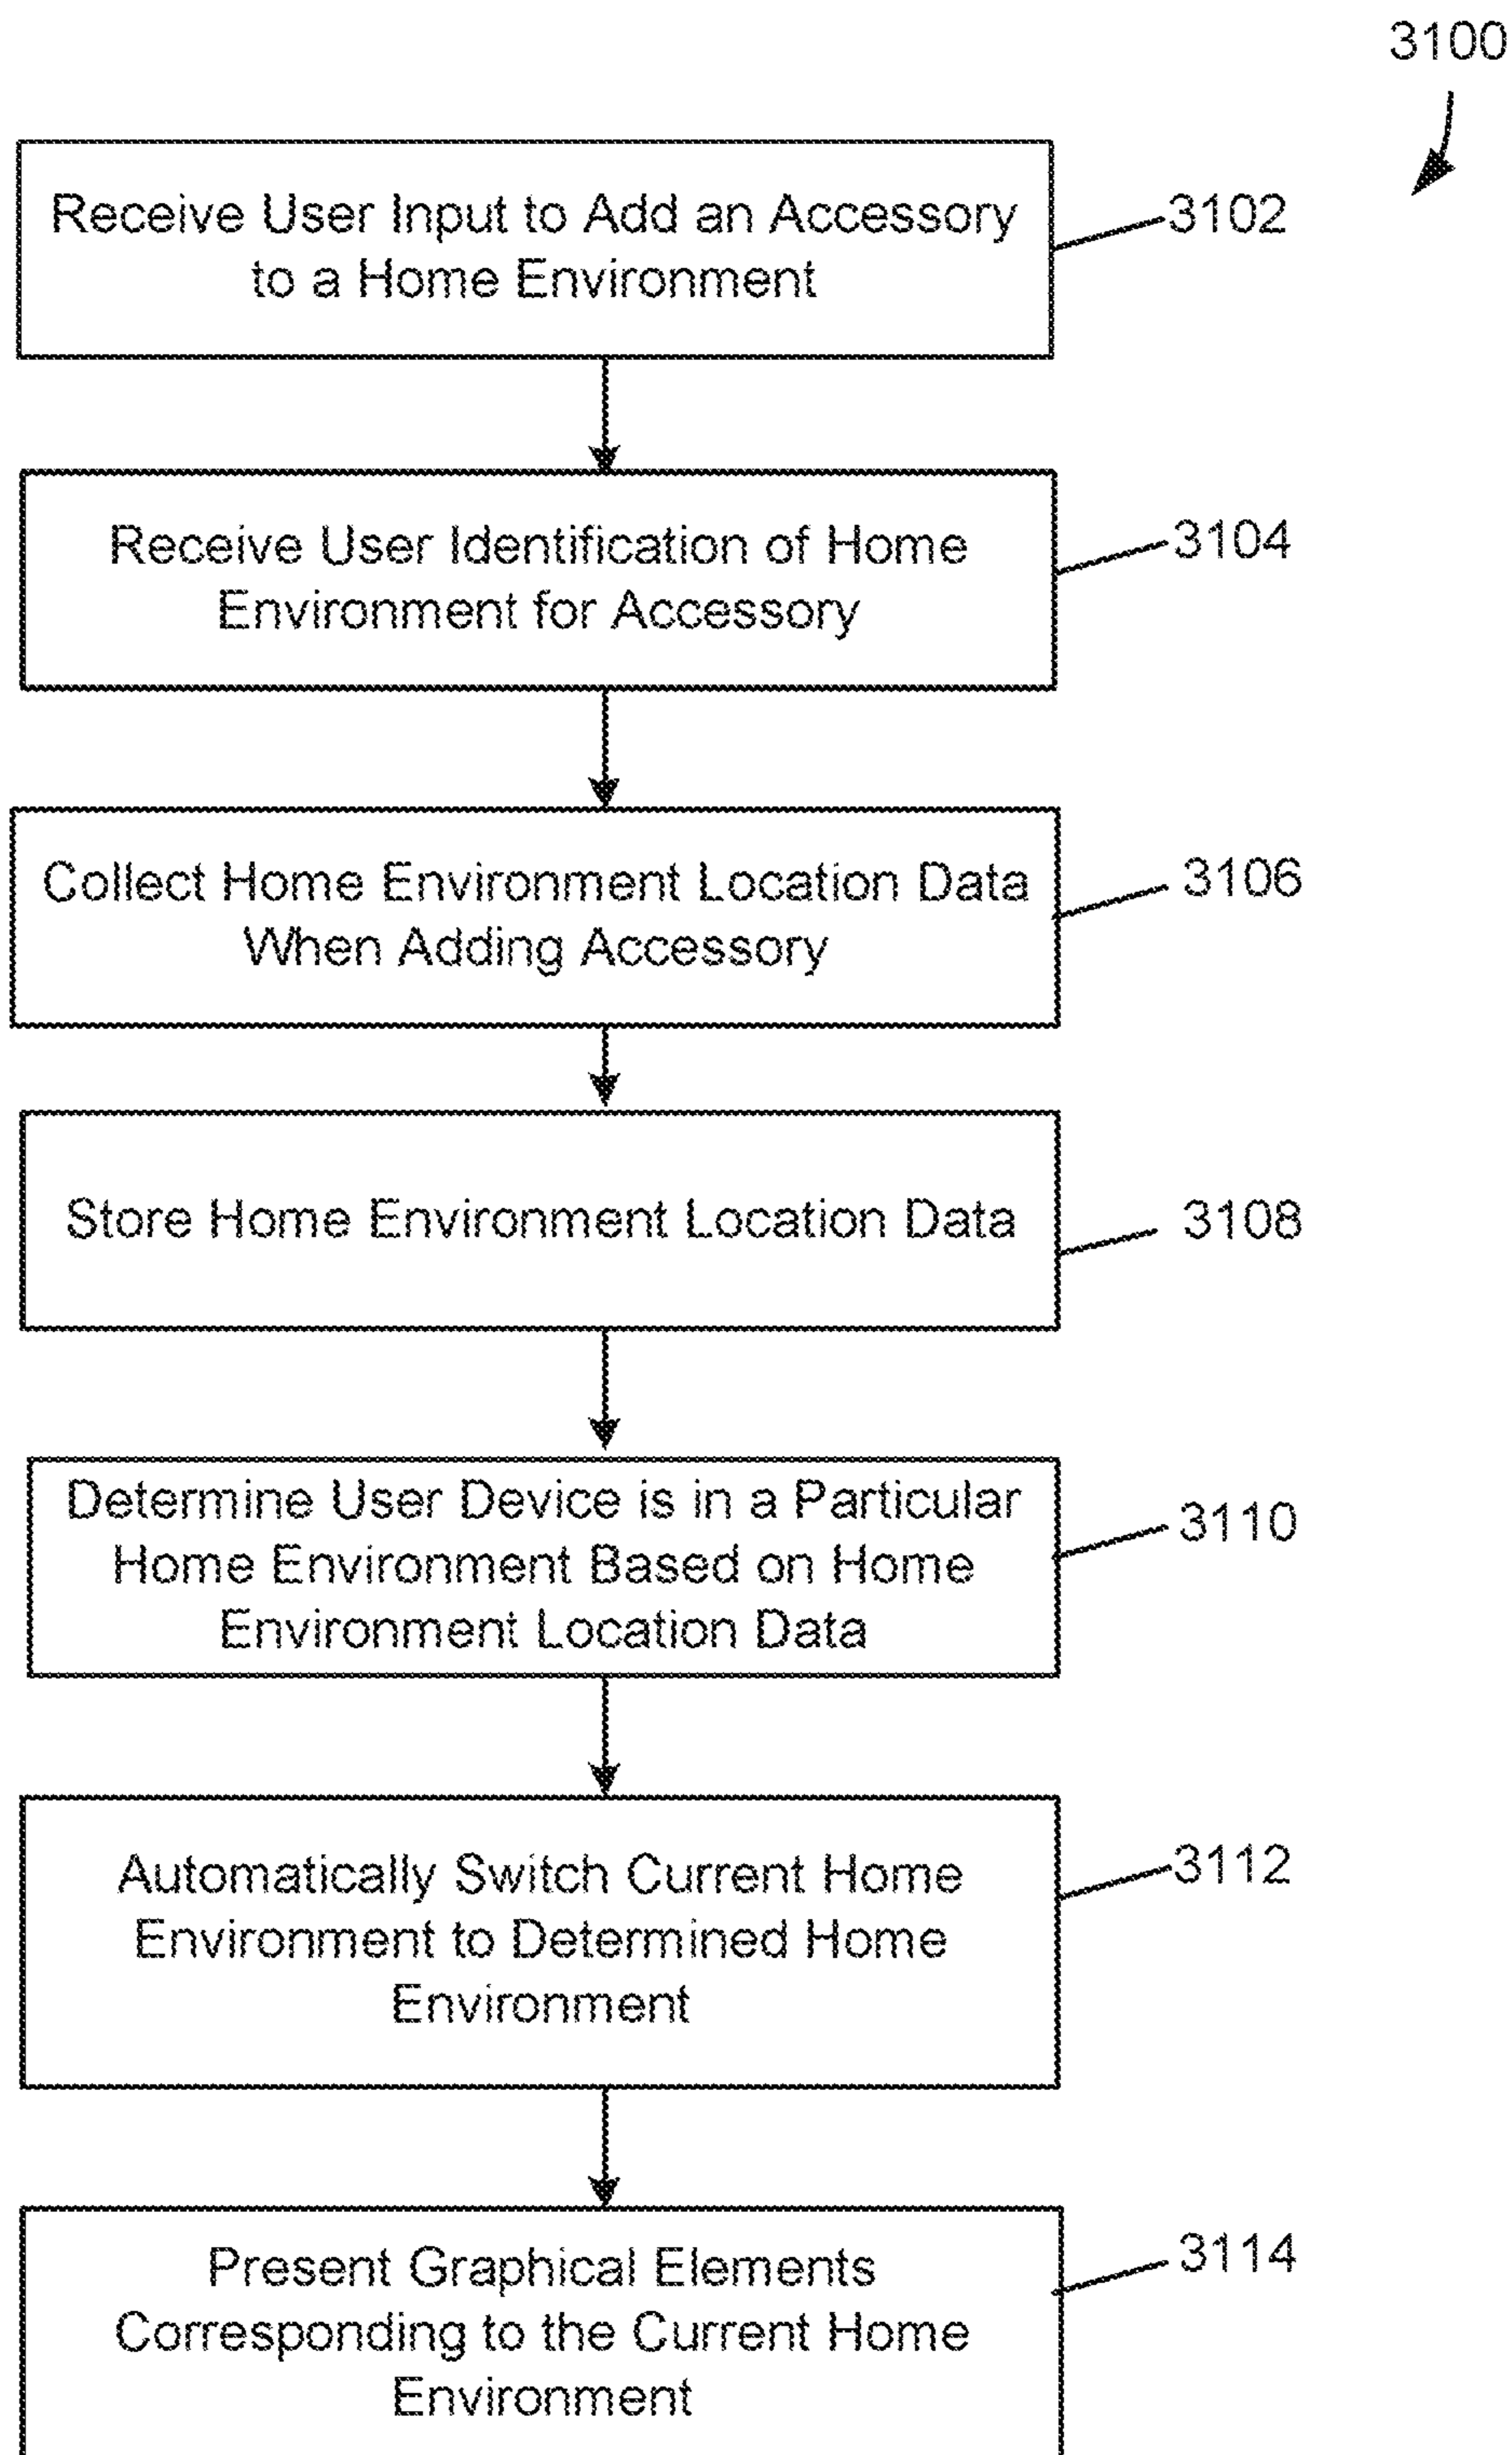 3100
Receive User Input to Add an Accessory
to a Home Environment
3102
Receive User Identification of Home
Environment for Accessory
3104
Collect Home Environment Location Data
When Adding Accessory
3106
Store Home Environment Location Data
3108
Determine User Device is in a Particular
Home Environment Based on Home
Environment Location Data
3110
Automatically Switch Current Home
Environment to Determined Home
Environment
3112
Present Graphical Elements
Corresponding to the Current Home
Environment
3114